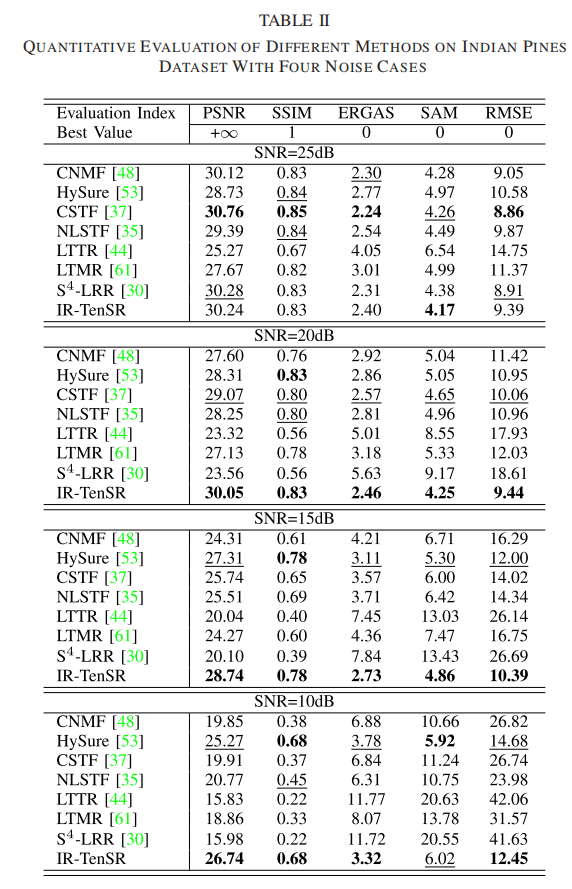 TABLE II
QUANTITATIVE EVALUATION OF DIFFERENT METHODS ON INDIAN PINES
DATASET WITH FOUR NOISE CASES
Evaluation Index PSNR SSIM ERGAS SAM RMSE
Best Value +∞ 1 0 0 0
SNR=25dB
CNMF [48] 30.12 0.83 2.30 4.28 9.05
HySure [53] 28.73 0.84 2.77 4.97 10.58
CSTF [37] 30.76 0.85 2.24 4.26 8.86
NLSTF [35] 29.39 0.84 2.54 4.49 9.87
LTTR [44] 25.27 0.67 4.05 6.54 14.75
LTMR [61] 27.67 0.82 3.01 4.99 11.37
S⁴-LRR [30] 30.28 0.83 2.31 4.38 8.91
IR-TenSR 30.24 0.83 2.40 4.17 9.39
SNR=20dB
CNMF [48] 27.60 0.76 2.92 5.04 11.42
HySure [53] 28.31 0.83 2.86 5.05 10.95
CSTF [37] 29.07 0.80 2.57 4.65 10.06
NLSTF [35] 28.25 0.80 2.81 4.96 10.96
LTTR [44] 23.32 0.56 5.01 8.55 17.93
LTMR [61] 27.13 0.78 3.18 5.33 12.03
S⁴-LRR [30] 23.56 0.56 5.63 9.17 18.61
IR-TenSR 30.05 0.83 2.46 4.25 9.44
SNR=15dB
CNMF [48] 24.31 0.61 4.21 6.71 16.29
HySure [53] 27.31 0.78 3.11 5.30 12.00
CSTF [37] 25.74 0.65 3.57 6.00 14.02
NLSTF [35] 25.51 0.69 3.71 6.42 14.34
LTTR [44] 20.04 0.40 7.45 13.03 26.14
LTMR [61] 24.27 0.60 4.36 7.47 16.75
S⁴-LRR [30] 20.10 0.39 7.84 13.43 26.69
IR-TenSR 28.74 0.78 2.73 4.86 10.39
SNR=10dB
CNMF [48] 19.85 0.38 6.88 10.66 26.82
HySure [53] 25.27 0.68 3.78 5.92 14.68
CSTF [37] 19.91 0.37 6.84 11.24 26.74
NLSTF [35] 20.77 0.45 6.31 10.75 23.98
LTTR [44] 15.83 0.22 11.77 20.63 42.06
LTMR [61] 18.86 0.33 8.07 13.78 31.57
S⁴-LRR [30] 15.98 0.22 11.72 20.55 41.63
IR-TenSR 26.74 0.68 3.32 6.02 12.45